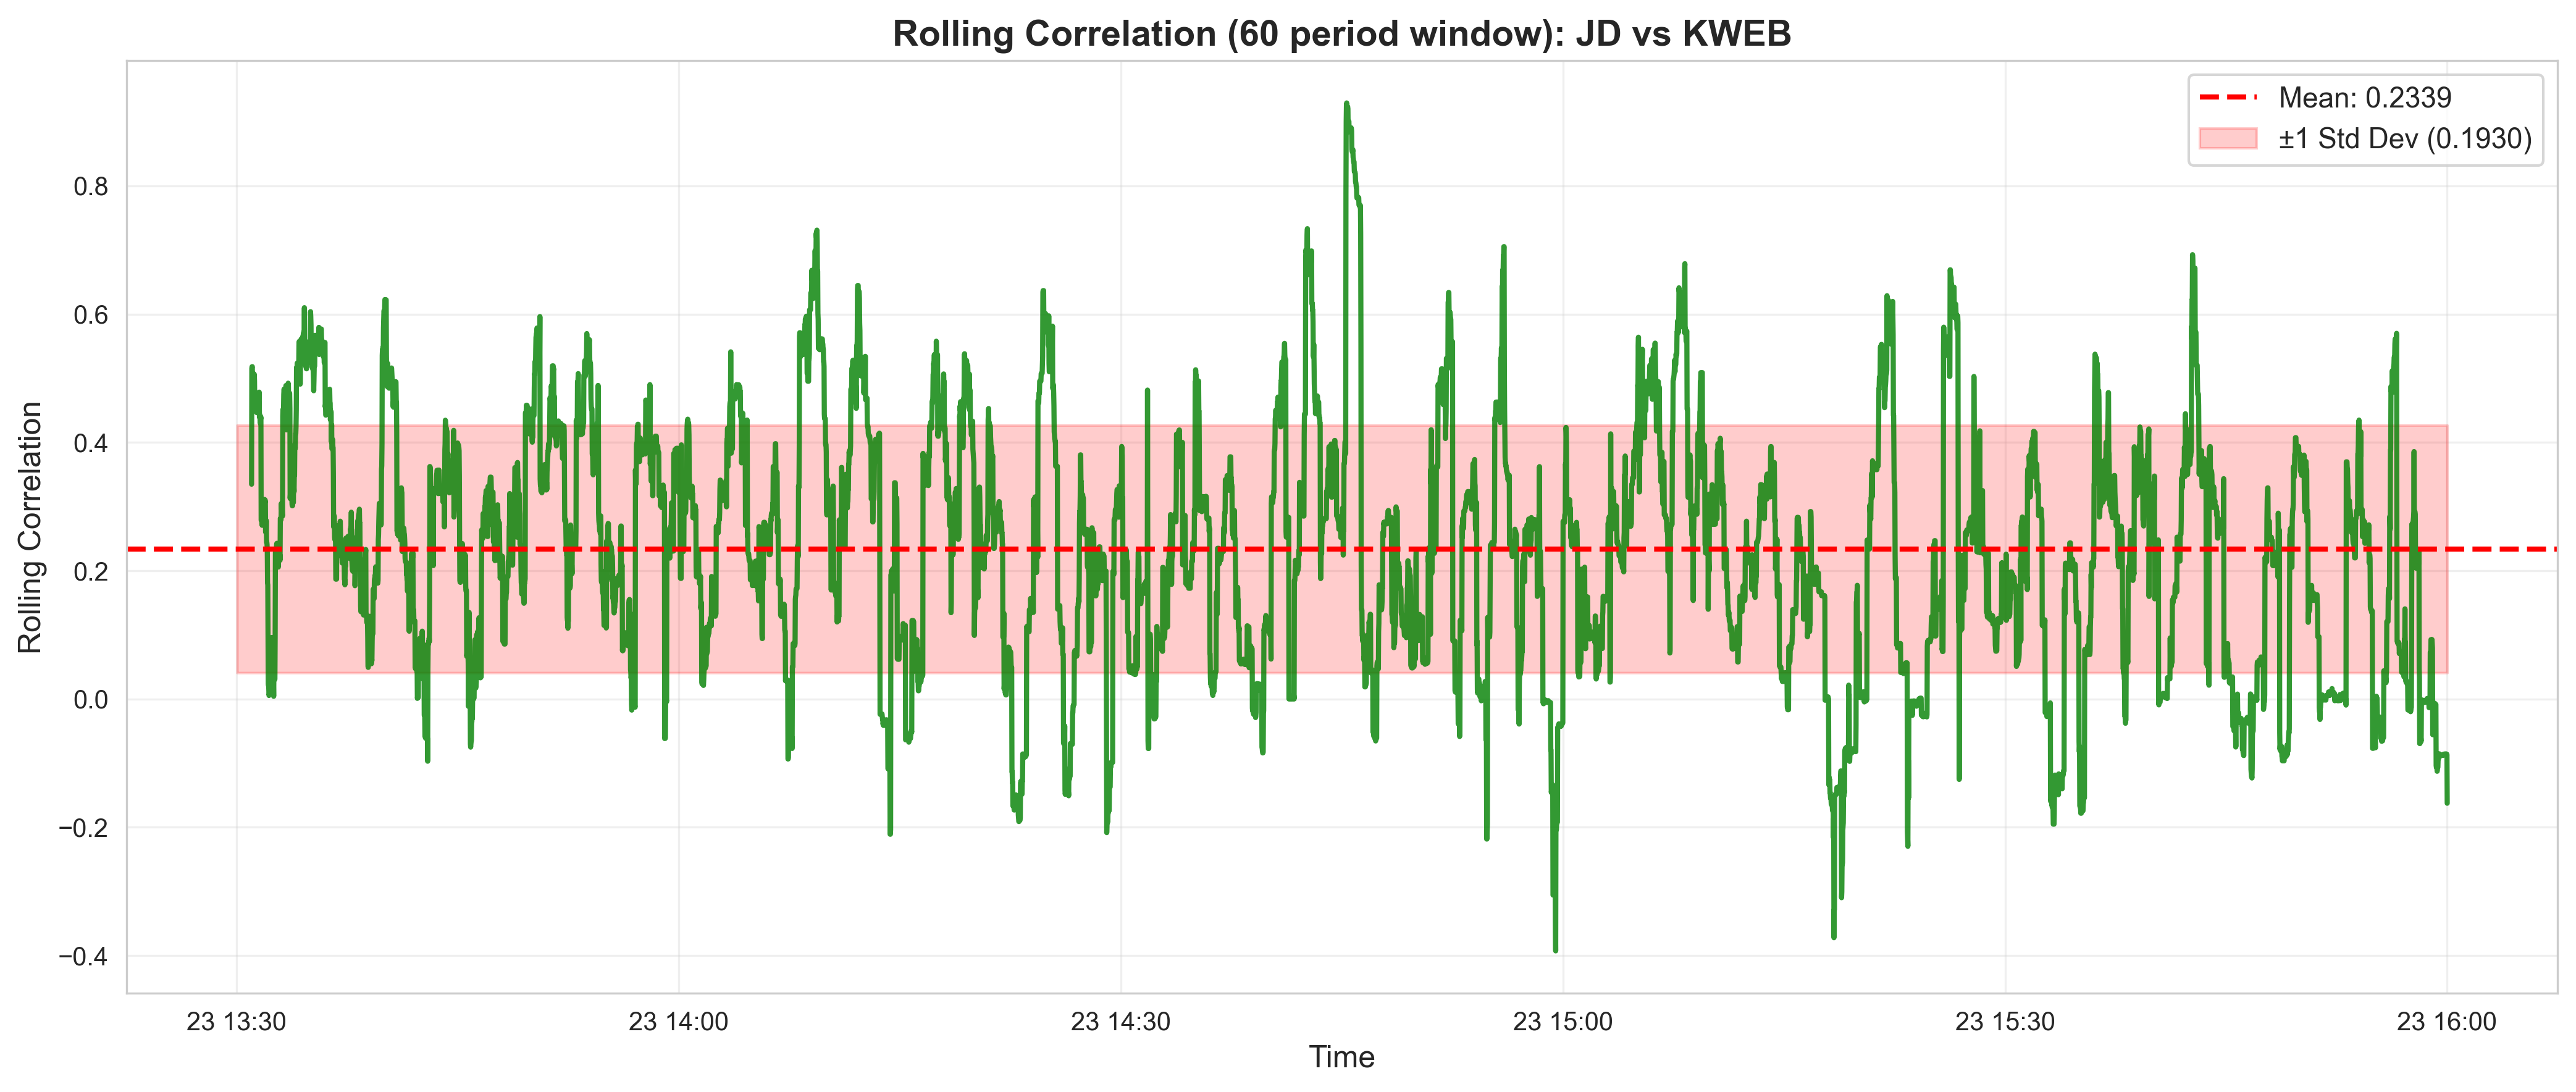 Rolling Correlation (60 period window): JD vs KWEB
Mean: 0.2339
±1 Std Dev (0.1930)
Rolling Correlation
0.8
0.6
0.4
0.2
0.0
−0.2
−0.4
23 13:30
23 14:00
23 14:30
23 15:00
23 15:30
23 16:00
Time